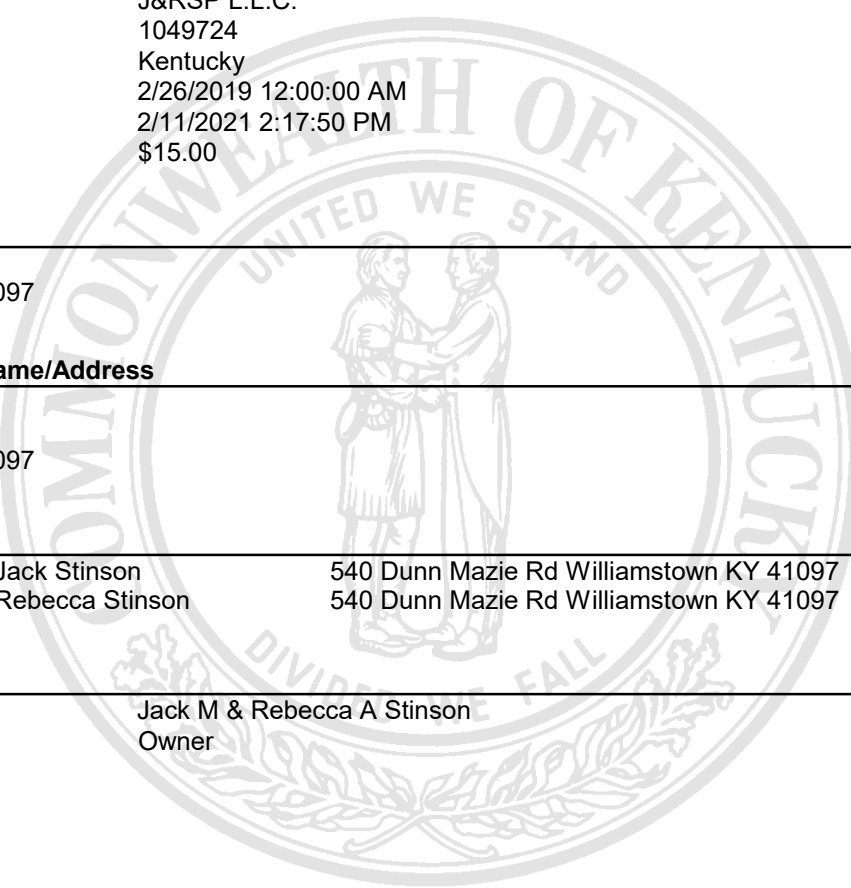 J&RSP L.L.C.
1049724
Kentucky
2/26/2019 12:00:00 AM
2/11/2021 2:17:50 PM
$15.00
097
ame/Address
097
Jack Stinson 540 Dunn Mazie Rd Williamstown KY 41097
Rebecca Stinson 540 Dunn Mazie Rd Williamstown KY 41097
Jack M & Rebecca A Stinson
Owner
COMMONWEALTH OF KENTUCKY
UNITED WE STAND
DIVIDED WE FALL